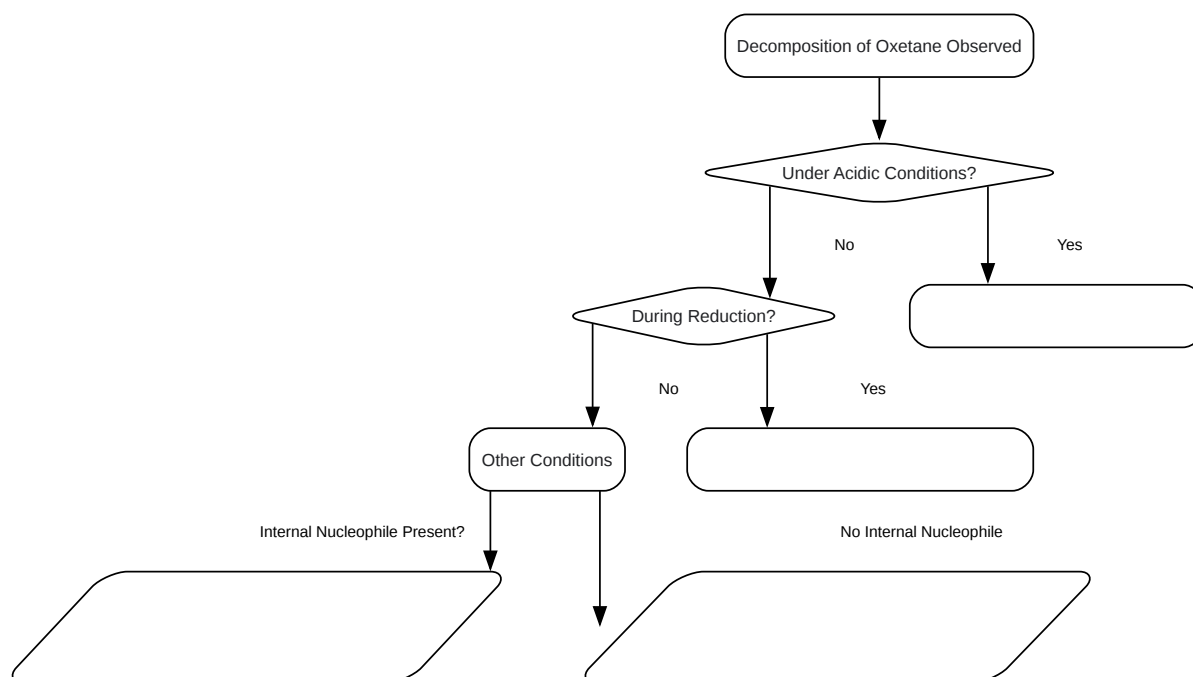 Decomposition of Oxetane Observed
Under Acidic Conditions?
No
Yes
During Reduction?
No
Yes
Other Conditions
Internal Nucleophile Present?
No Internal Nucleophile